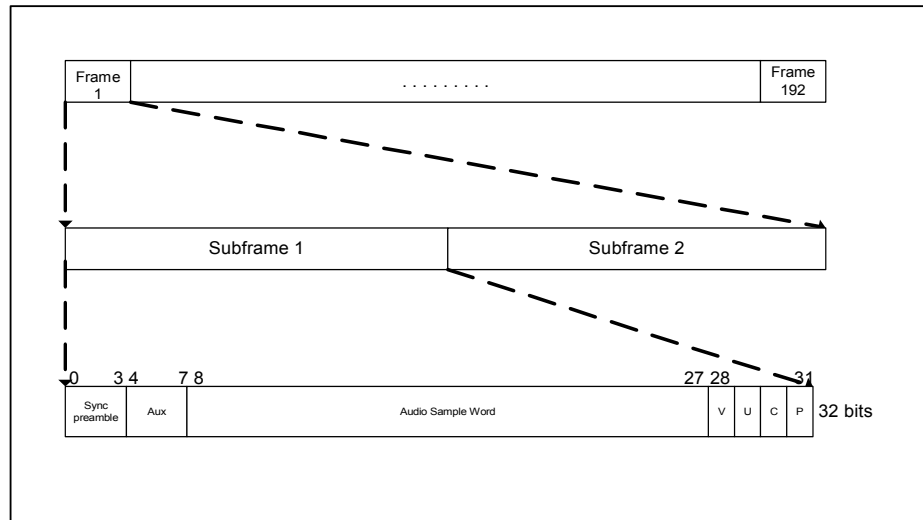 Frame 1 . . . . . . . . . Frame 192
Subframe 1 Subframe 2
0 3 4 7 8 27 28 31
Sync preamble Aux Audio Sample Word V U C P 32 bits